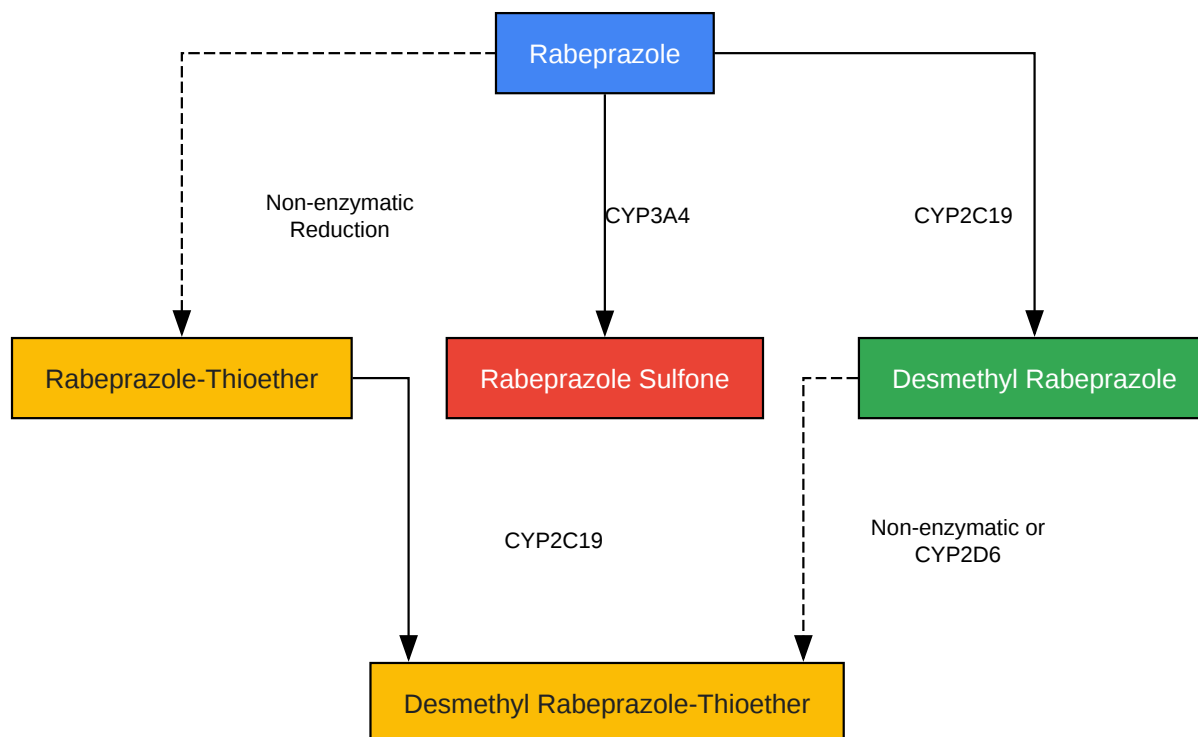 Rabeprazole
Non-enzymatic
Reduction
CYP3A4
CYP2C19
Rabeprazole-Thioether
Rabeprazole Sulfone
Desmethyl Rabeprazole
CYP2C19
Non-enzymatic or
CYP2D6
Desmethyl Rabeprazole-Thioether